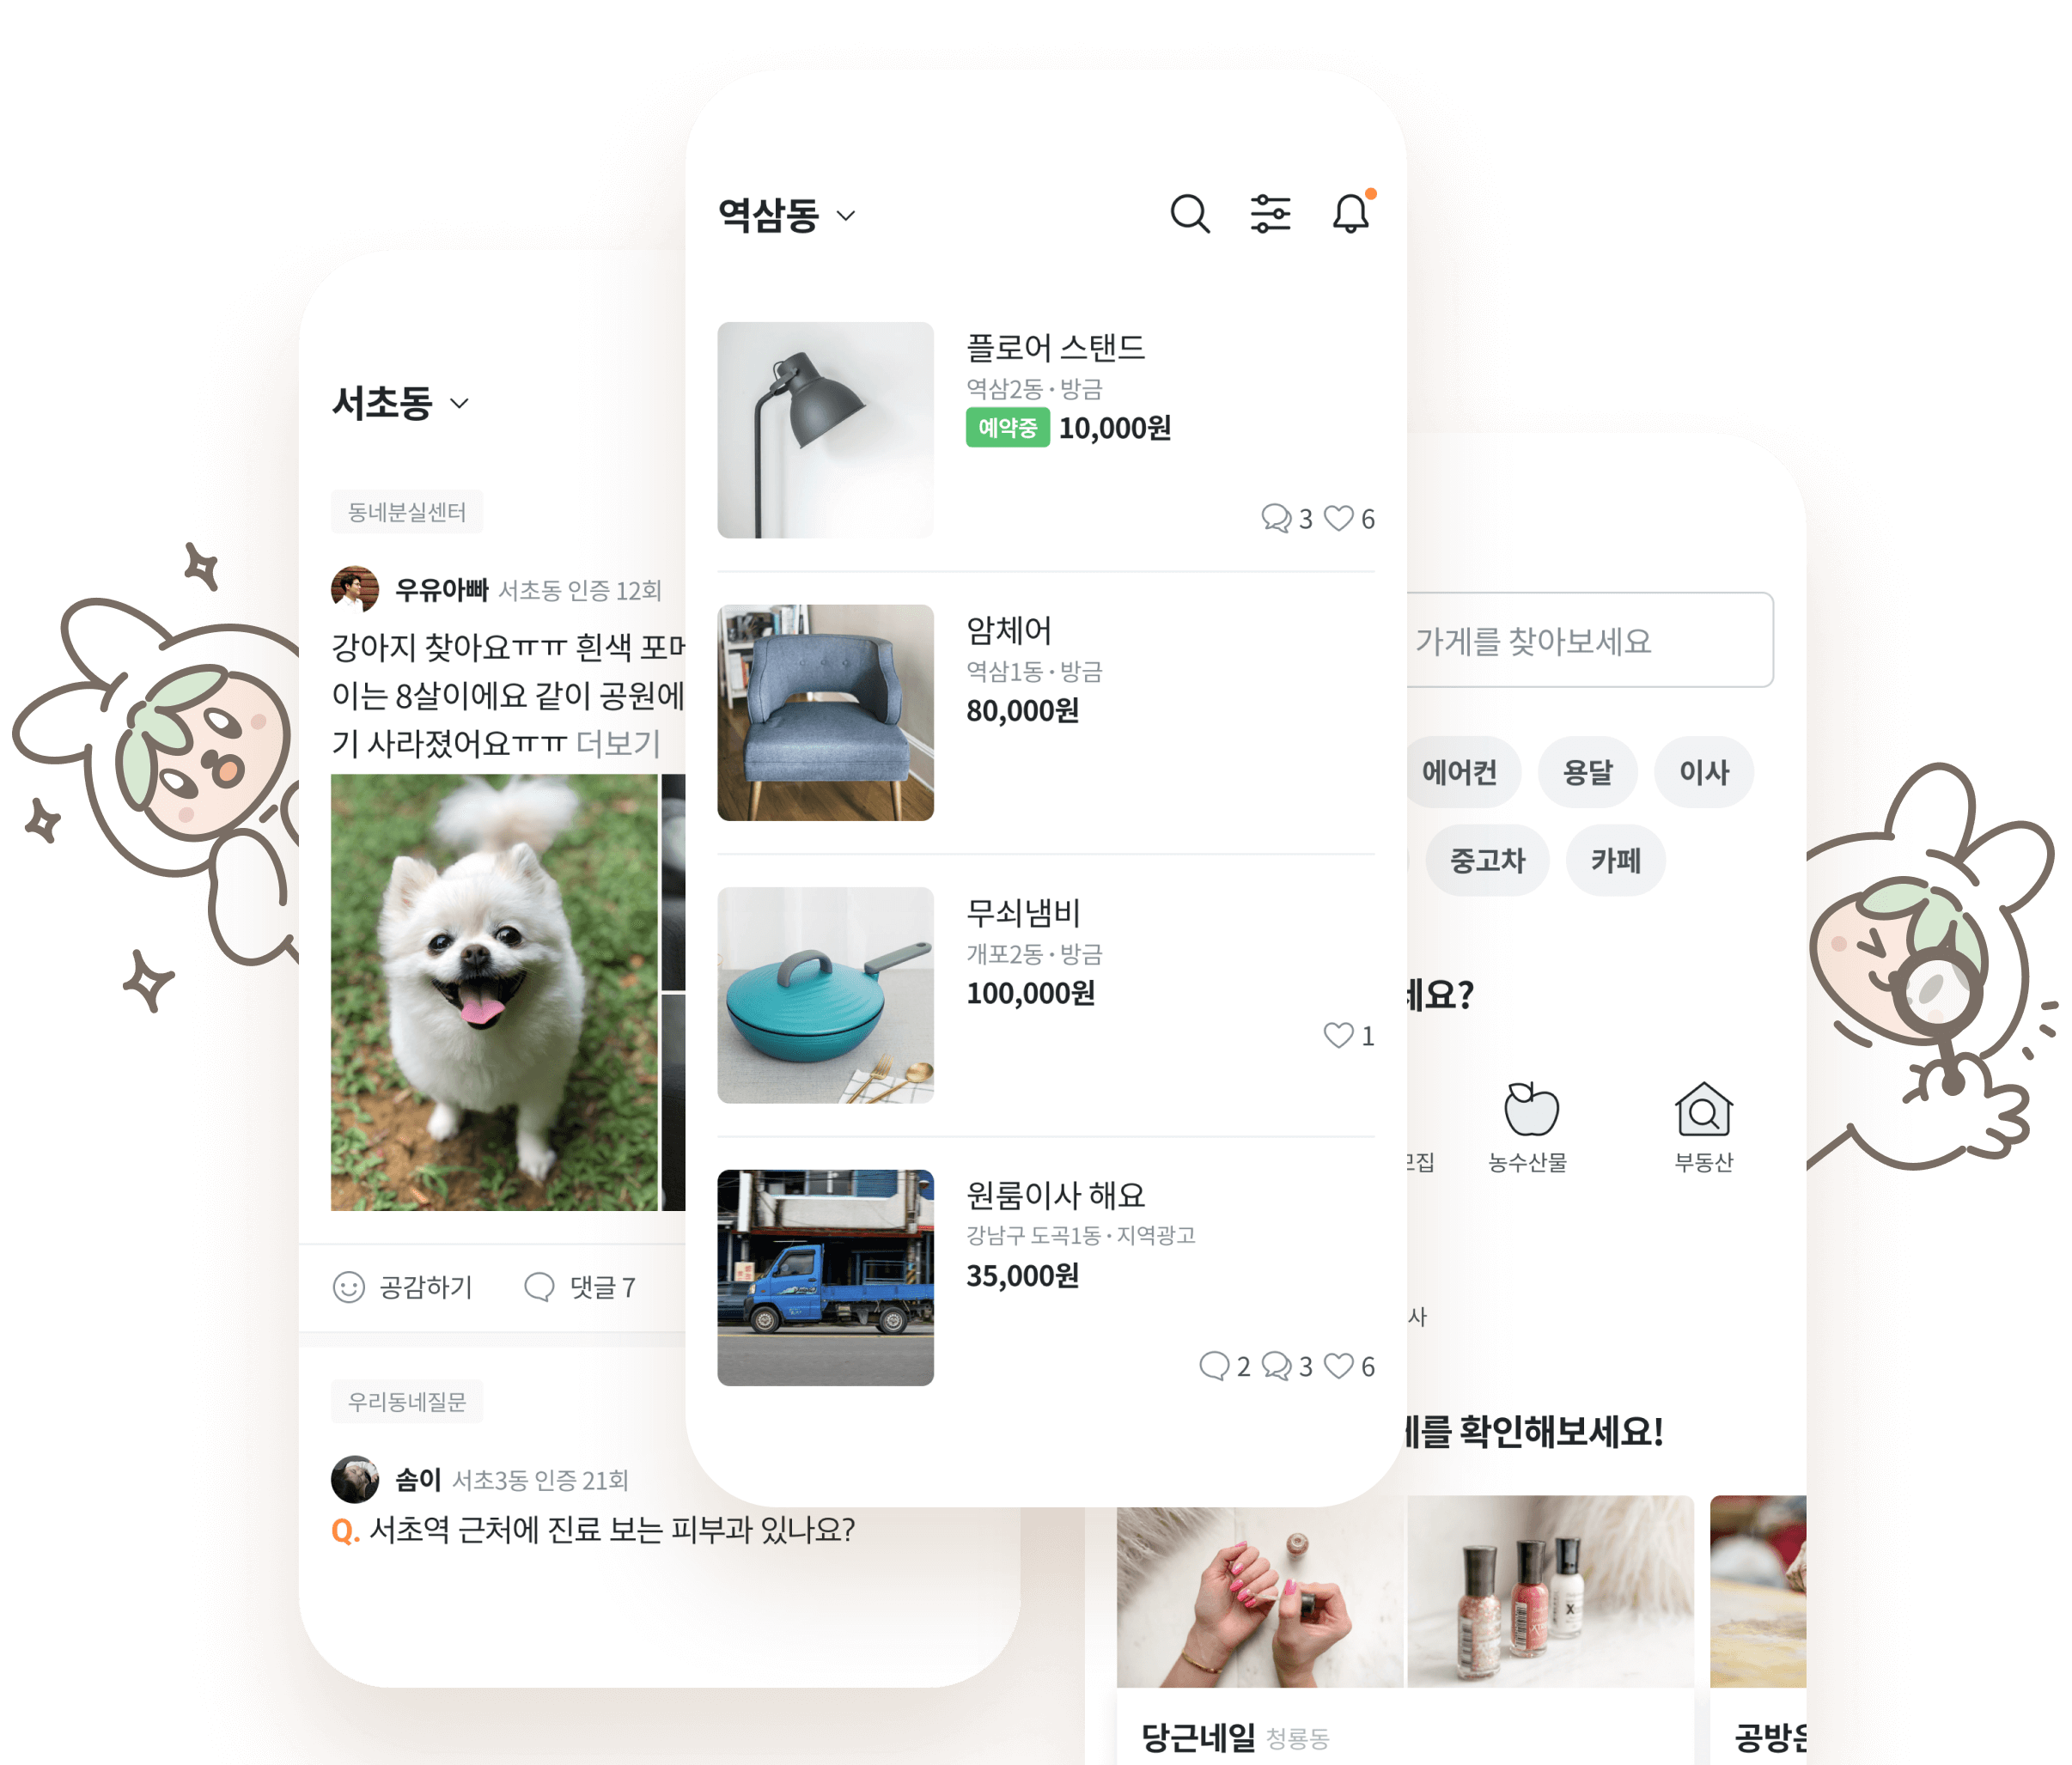 역삼동
플로어 스탠드
역삼2동 · 방금
예약중 10,000원
3 6
암체어
역삼1동 · 방금
80,000원
무쇠냄비
개포2동 · 방금
100,000원
1
원룸이사 해요
강남구 도곡1동 · 지역광고
35,000원
2 3 6
서초동
동네분실센터
우유아빠 서초동 인증 12회
강아지 찾아요ㅠㅠ 흰색
이는 8살이에요 같이 공원에
기 사라졌어요ㅠㅠ 더보기
공감하기 댓글 7
우리동네질문
솜이 서초3동 인증 21회
Q. 서초역 근처에 진료 보는 피부과 있나요?
가게를 찾아보세요
에어컨 용달 이사
중고차 카페
요?
집 농수산물 부동산
사
를 확인해보세요!
당근네일 청룡동
공방은